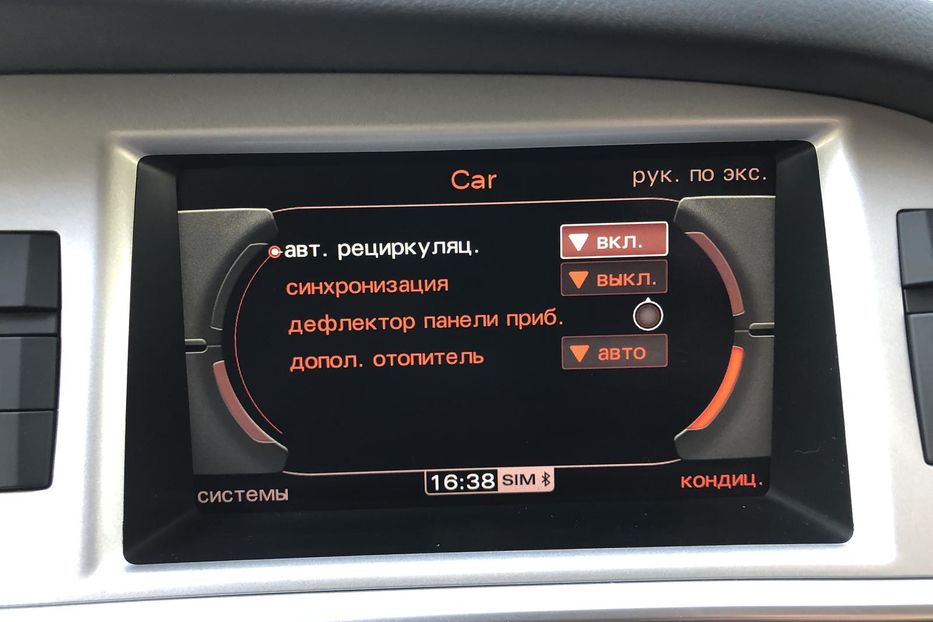 Car
рук. по экс.
авт. рециркуляц. вкл.
синхронизация выкл.
дефлектор панели приб.
допол. отопитель авто
системы
16:38 SIM
кондиц.